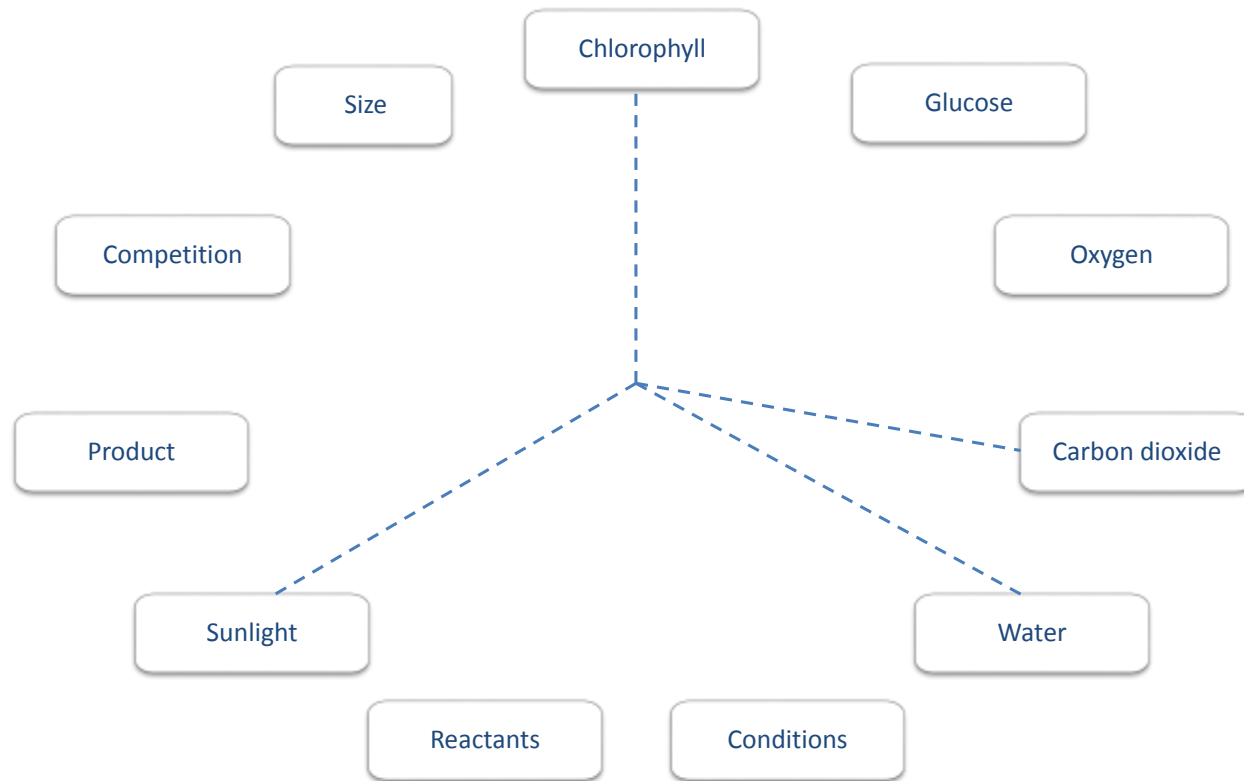 Chlorophyll
Size
Glucose
Competition
Oxygen
Product
Carbon dioxide
Sunlight
Water
Reactants
Conditions